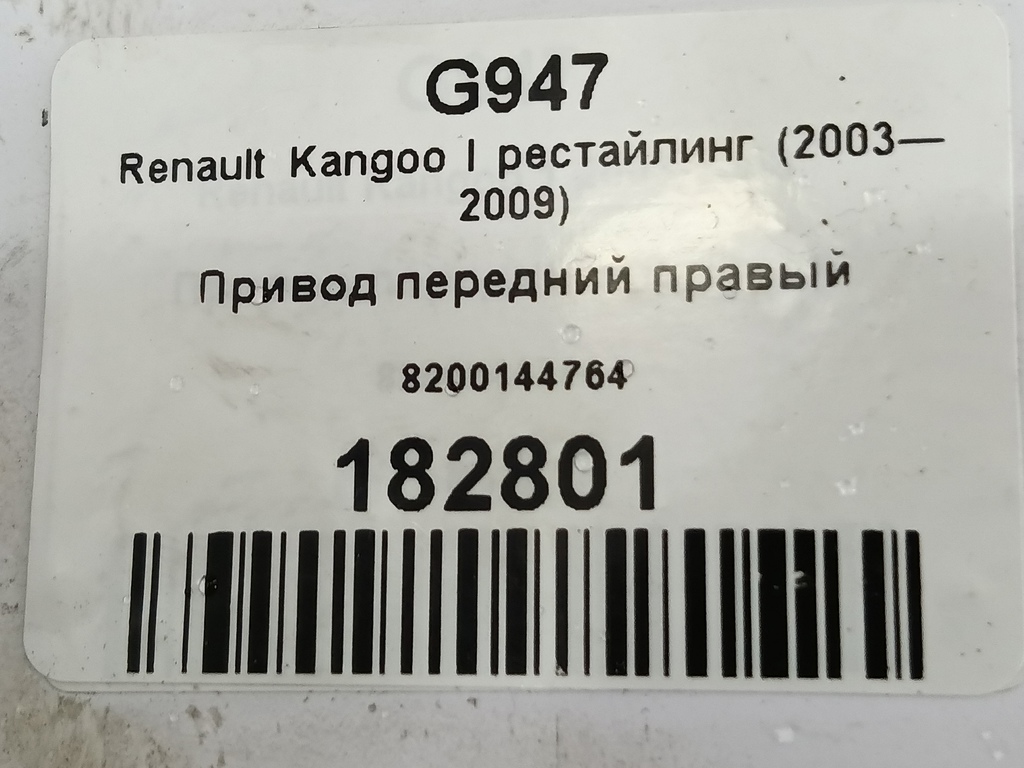 G947
Renault Kangoo I рестайлинг (2003—
2009)
Привод передний правый
8200144764
182801